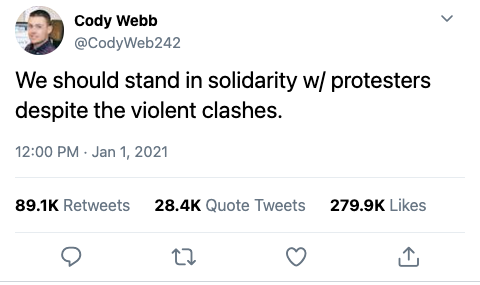 Cody Webb
@CodyWeb242
We should stand in solidarity w/ protesters
despite the violent clashes.
12:00 PM · Jan 1, 2021
89.1K Retweets 28.4K Quote Tweets 279.9K Likes